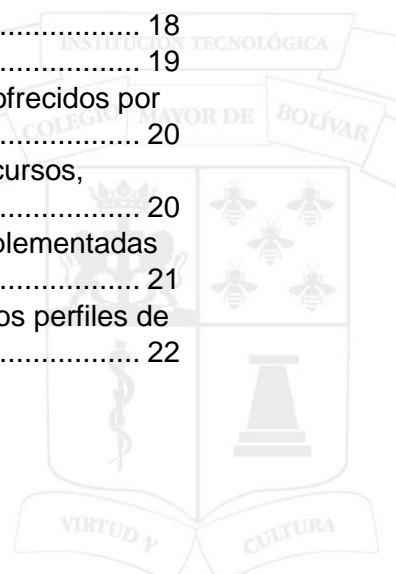 .................. 18
INSTITUCIÓN TECNOLÓGICA
.................. 19
ofrecidos por
COLEGIO MAYOR DE BOLÍVAR
.................. 20
cursos,
.................. 20
plementadas
.................. 21
os perfiles de
.................. 22
VIRTUD Y CULTURA